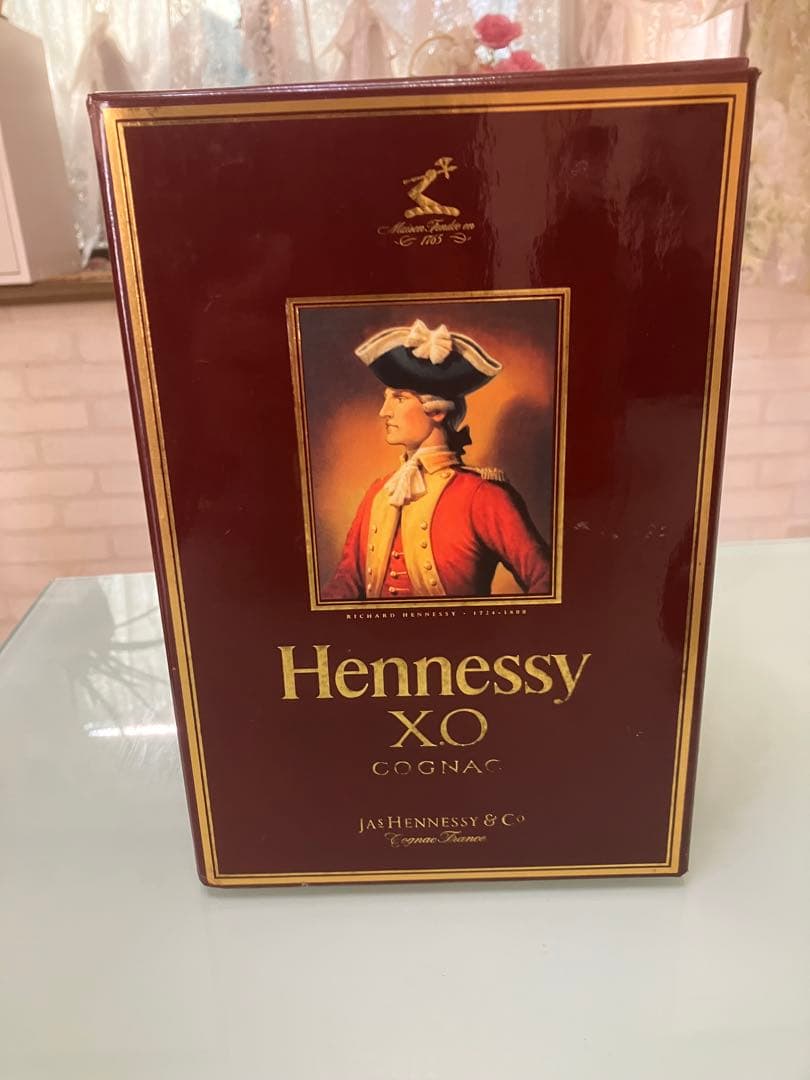 Maison Fondée en
1765
RICHARD HENNESSY · 1724-1800
Hennessy
X.O
COGNAC
JAS HENNESSY & Co
Cognac France